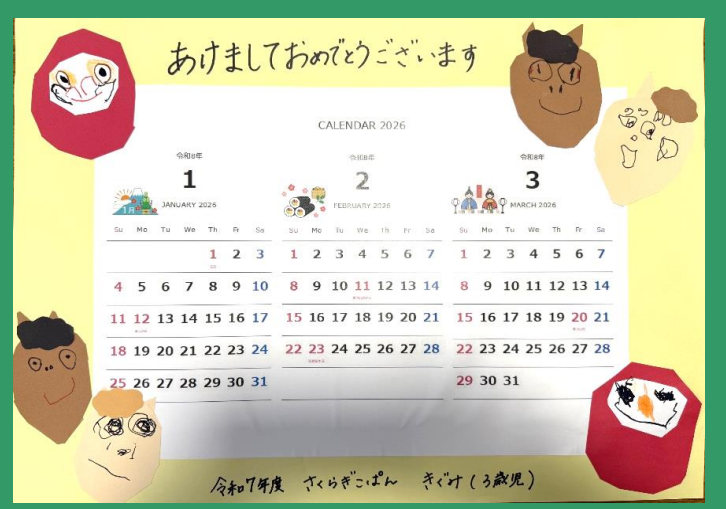 あけましておめでとうございます
CALENDAR 2026
令和8年 令和8年 令和8年
1 2 3
JANUARY 2026 FEBRUARY 2026 MARCH 2026
Su Mo Tu We Th Fr Sa Su Mo Tu We Th Fr Sa Su Mo Tu We Th Fr Sa
1 2 3 1 2 3 4 5 6 7 1 2 3 4 5 6 7
4 5 6 7 8 9 10 8 9 10 11 12 13 14 8 9 10 11 12 13 14
11 12 13 14 15 16 17 15 16 17 18 19 20 21 15 16 17 18 19 20 21
18 19 20 21 22 23 24 22 23 24 25 26 27 28 22 23 24 25 26 27 28
25 26 27 28 29 30 31 29 30 31
令和7年度 さくらぎこぱん きぐみ(3歳児)